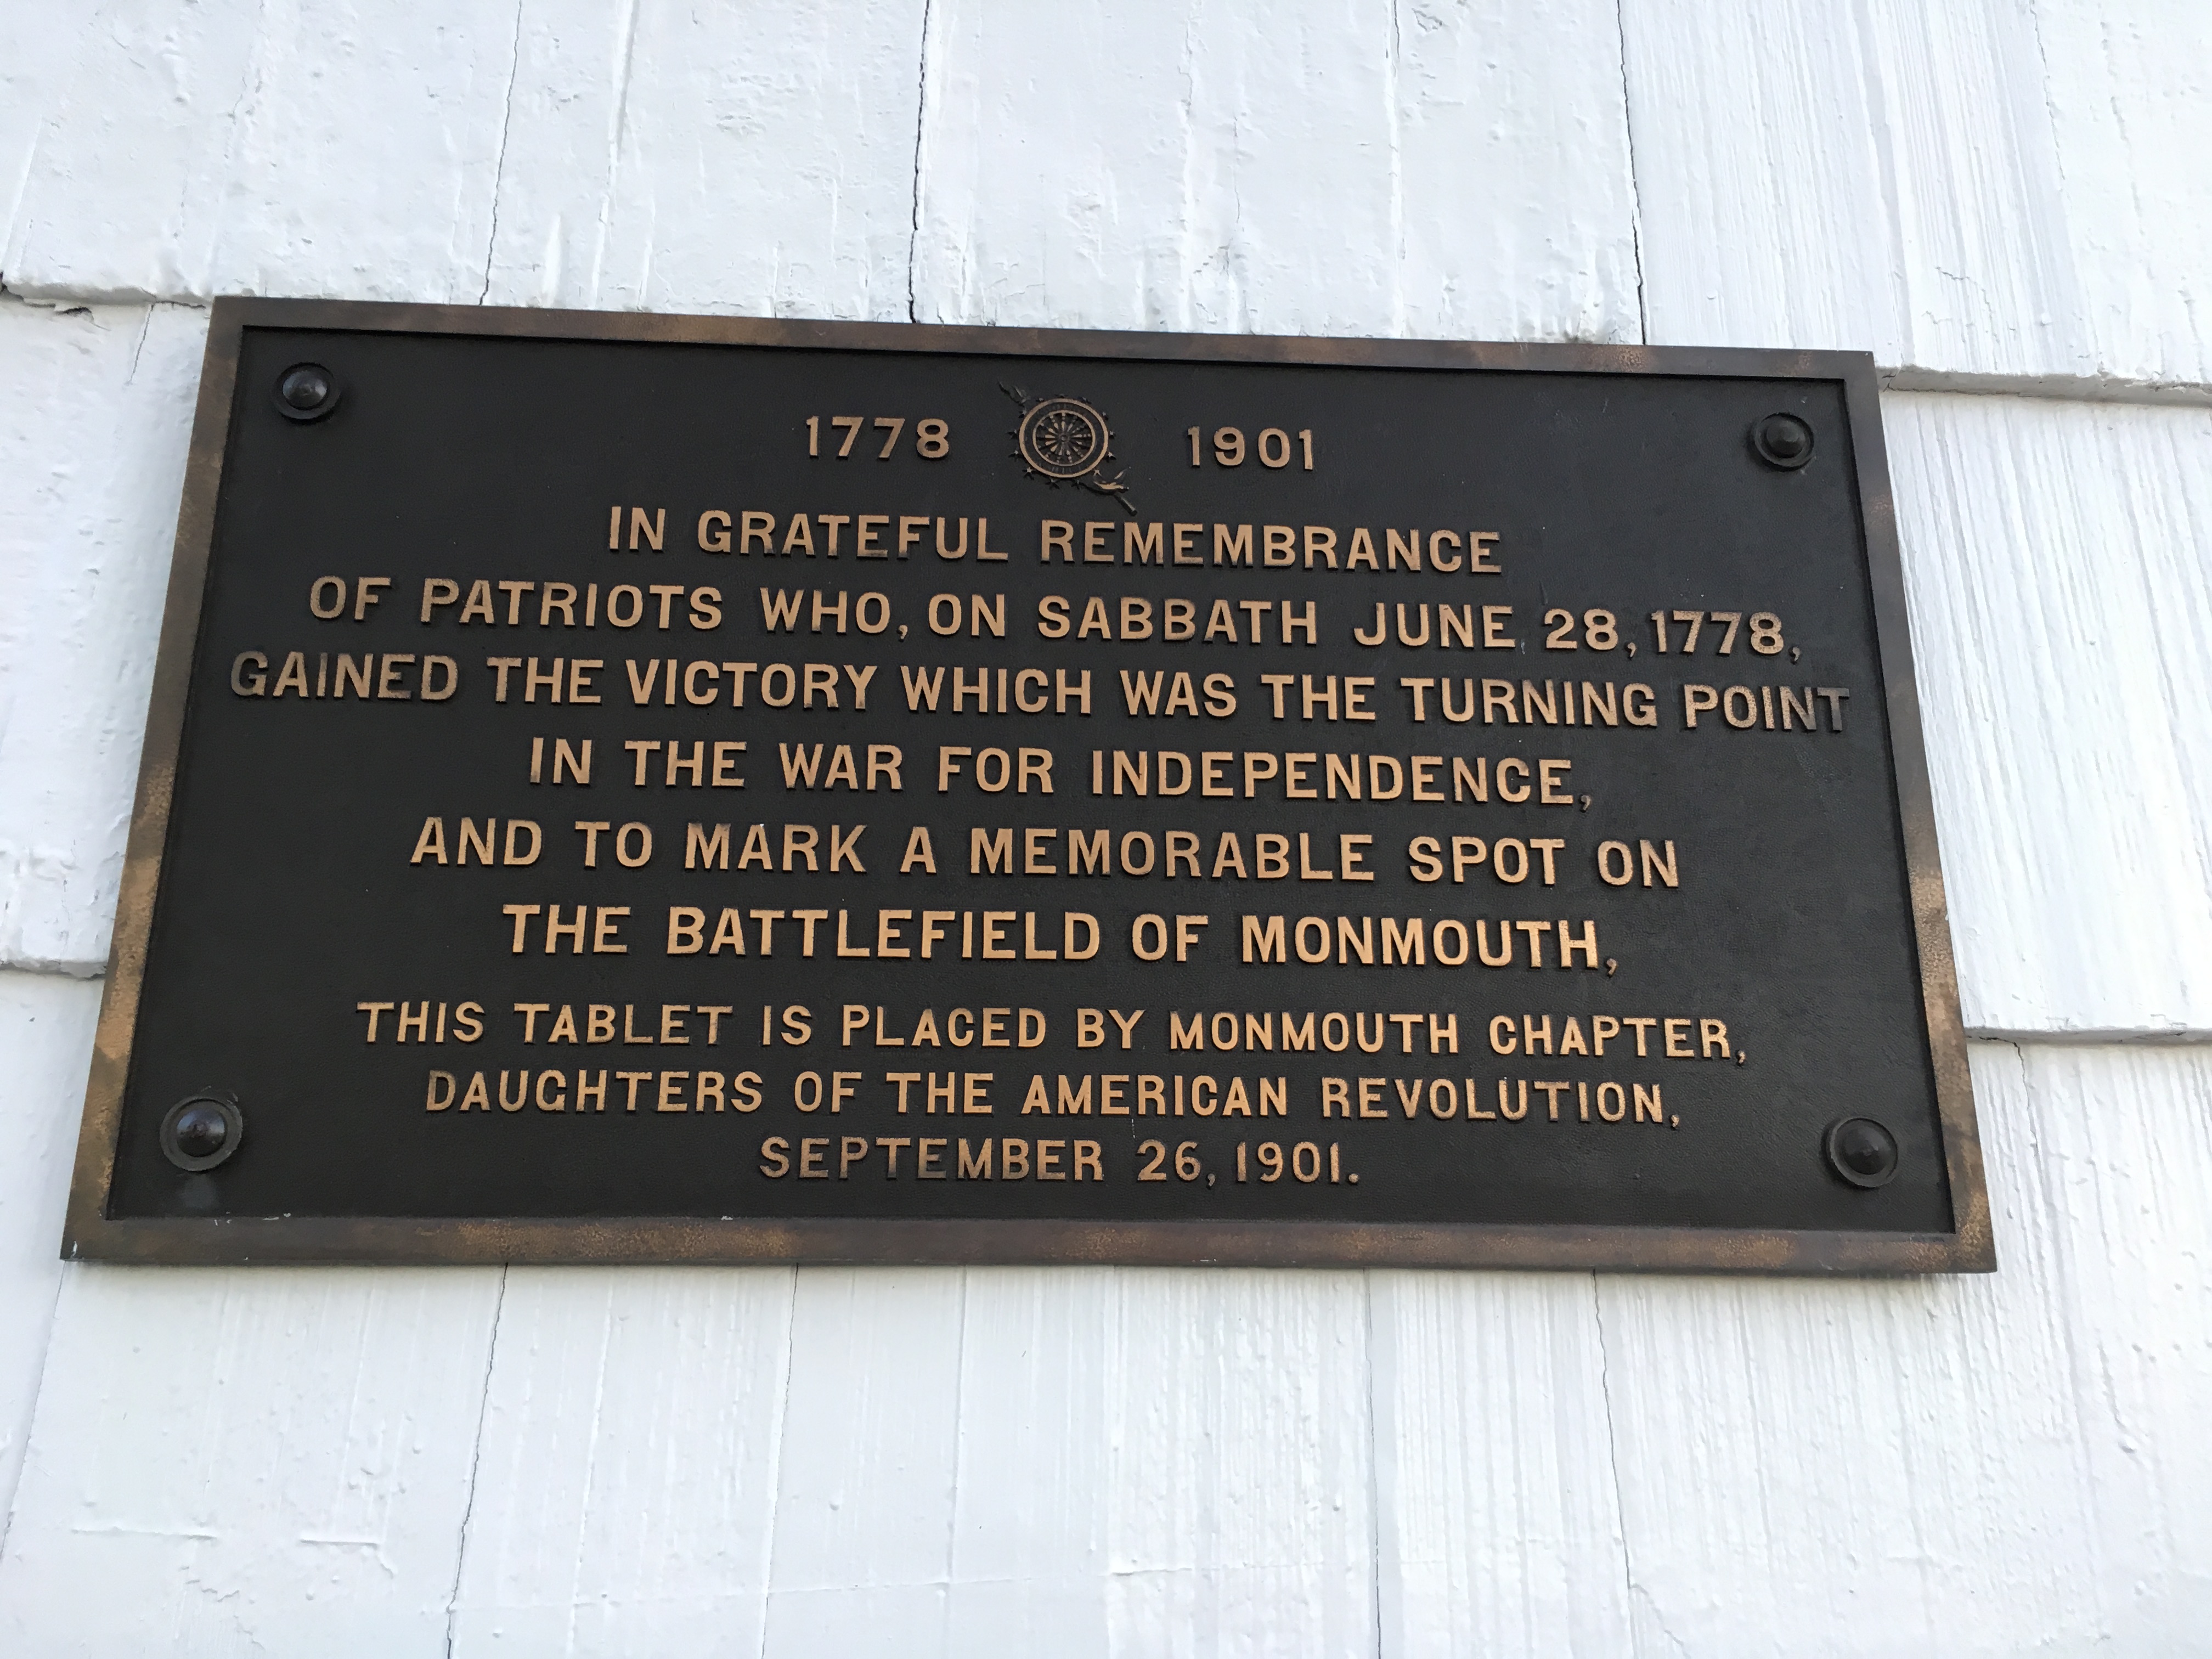 1778 1901
IN GRATEFUL REMEMBRANCE
OF PATRIOTS WHO, ON SABBATH JUNE 28, 1778,
GAINED THE VICTORY WHICH WAS THE TURNING POINT
IN THE WAR FOR INDEPENDENCE,
AND TO MARK A MEMORABLE SPOT ON
THE BATTLEFIELD OF MONMOUTH,
THIS TABLET IS PLACED BY MONMOUTH CHAPTER,
DAUGHTERS OF THE AMERICAN REVOLUTION,
SEPTEMBER 26, 1901.